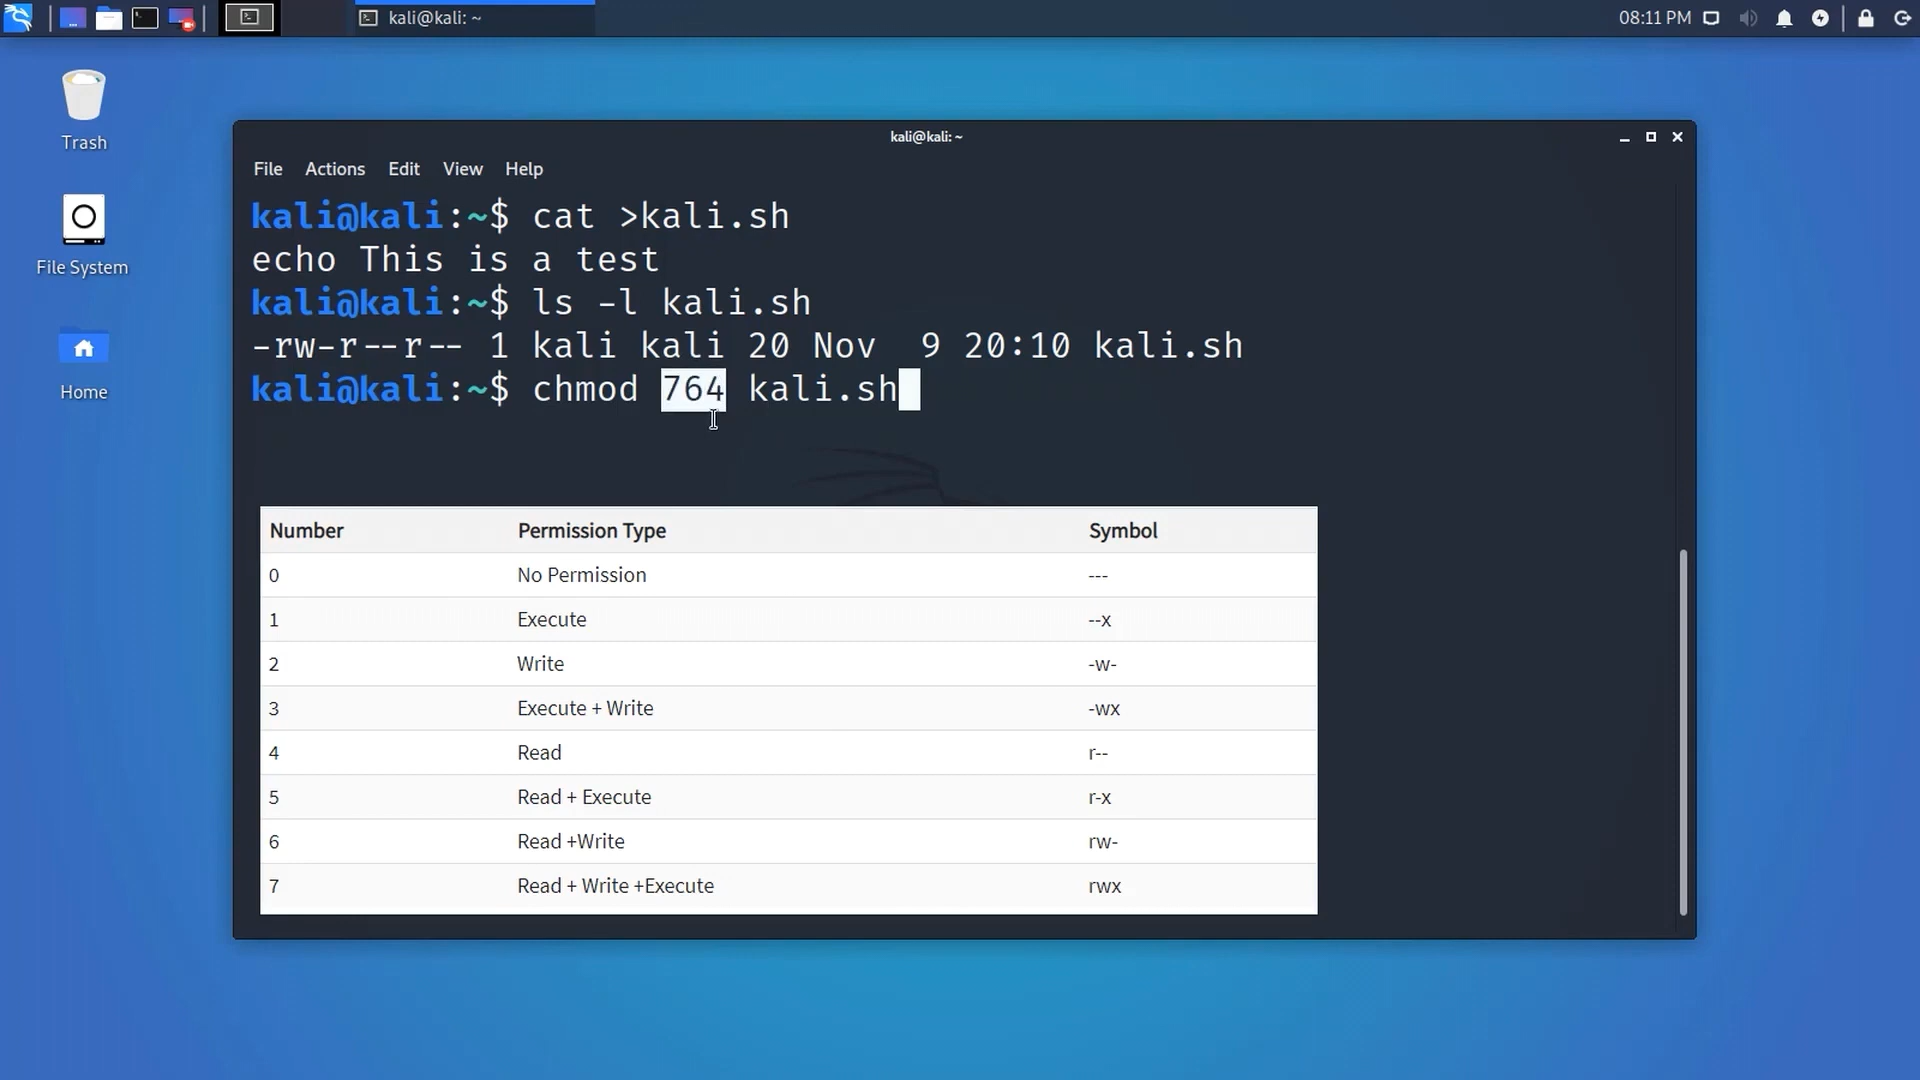 kali@kali: ~
08:11 PM
Trash
File System
Home
kali@kali: ~
File Actions Edit View Help
kali@kali:~$ cat >kali.sh
echo This is a test
kali@kali:~$ ls -l kali.sh
-rw-r--r-- 1 kali kali 20 Nov  9 20:10 kali.sh
kali@kali:~$ chmod 764 kali.sh
Number Permission Type Symbol
0 No Permission ---
1 Execute --x
2 Write -w-
3 Execute + Write -wx
4 Read r--
5 Read + Execute r-x
6 Read +Write rw-
7 Read + Write +Execute rwx